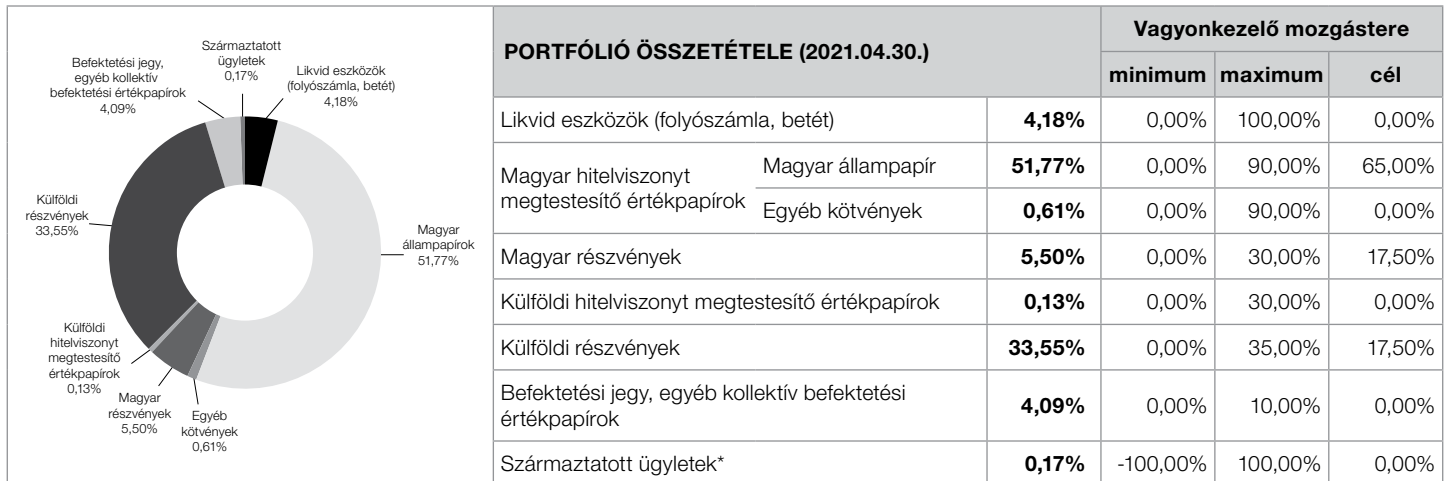 Származtatott
ügyletek
0,17%
Likvid eszközök
(folyószámla, betét)
4,18%
Befektetési jegy,
egyéb kollektív
befektetési értékpapírok
4,09%
Külföldi
részvények
33,55%
Magyar
állampapírok
51,77%
Külföldi
hitelviszonyt
megtestesítő
értékpapírok
0,13%
Magyar
részvények
5,50%
Egyéb
kötvények
0,61%
PORTFÓLIÓ ÖSSZETÉTELE (2021.04.30.)
Vagyonkezelő mozgástere
minimum maximum cél
Likvid eszközök (folyószámla, betét) 4,18% 0,00% 100,00% 0,00%
Magyar hitelviszonyt
megtestesítő értékpapírok
Magyar állampapír 51,77% 0,00% 90,00% 65,00%
Egyéb kötvények 0,61% 0,00% 90,00% 0,00%
Magyar részvények 5,50% 0,00% 30,00% 17,50%
Külföldi hitelviszonyt megtestesítő értékpapírok 0,13% 0,00% 30,00% 0,00%
Külföldi részvények 33,55% 0,00% 35,00% 17,50%
Befektetési jegy, egyéb kollektív befektetési
értékpapírok 4,09% 0,00% 10,00% 0,00%
Származtatott ügyletek* 0,17% -100,00% 100,00% 0,00%